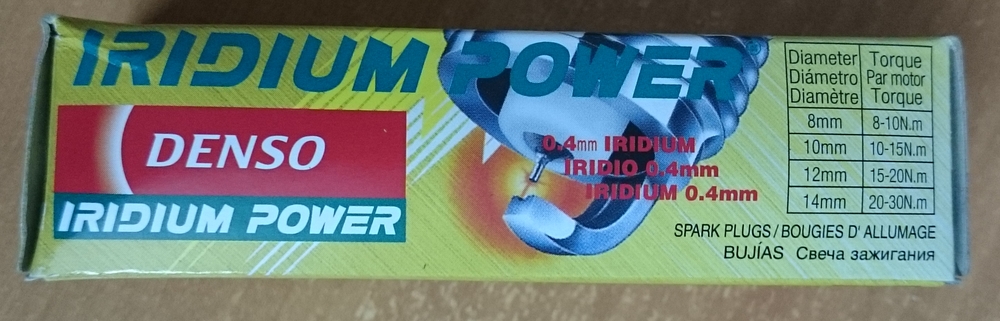 IRIDIUM POWER®
DENSO
IRIDIUM POWER
0.4mm IRIDIUM
IRIDIO 0.4mm
IRIDIUM 0.4mm
Diameter Torque
Diámetro Par motor
Diamètre Torque
8mm 8-10N.m
10mm 10-15N.m
12mm 15-20N.m
14mm 20-30N.m
SPARK PLUGS / BOUGIES D' ALLUMAGE
BUJÍAS Свеча зажигания